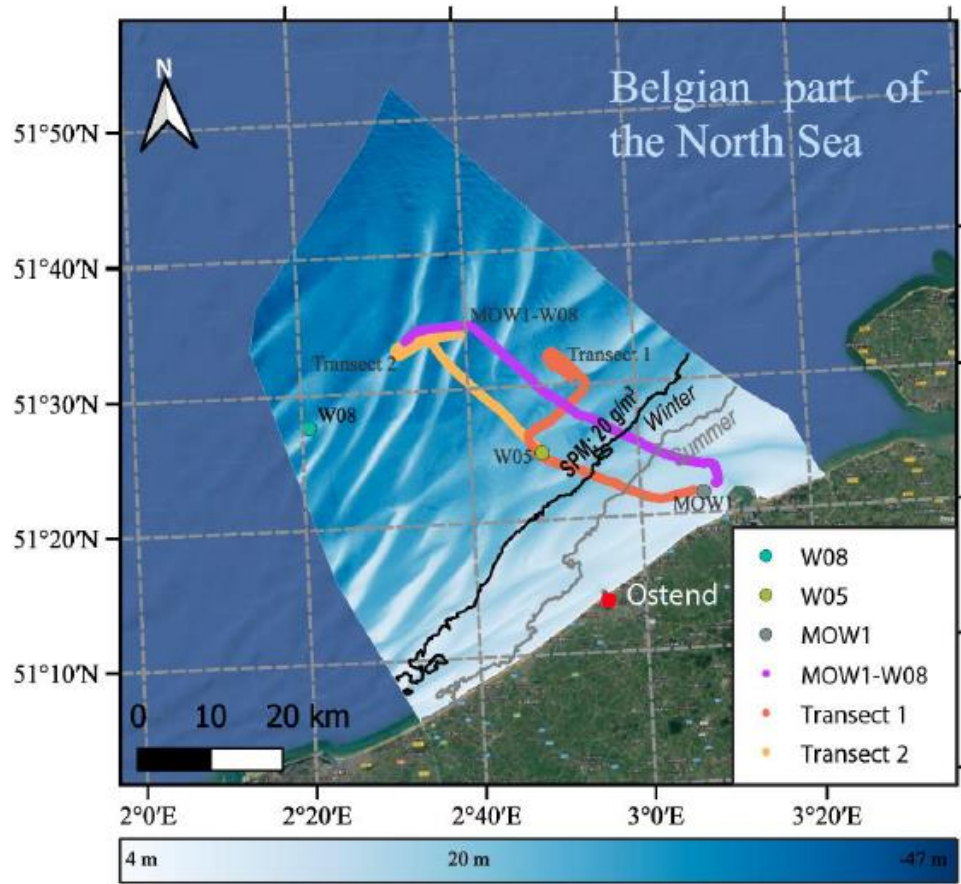 N
Belgian part of
the North Sea
51°50'N
51°40'N
51°30'N
51°20'N
51°10'N
MOW1-W08
Transect 1
Transect 2
W08
W05
SPM: 20 g/m³
Winter
Summer
MOW1
Ostend
W08
W05
MOW1
MOW1-W08
Transect 1
Transect 2
0 10 20 km
2°0'E 2°20'E 2°40'E 3°0'E 3°20'E
4 m 20 m -47 m